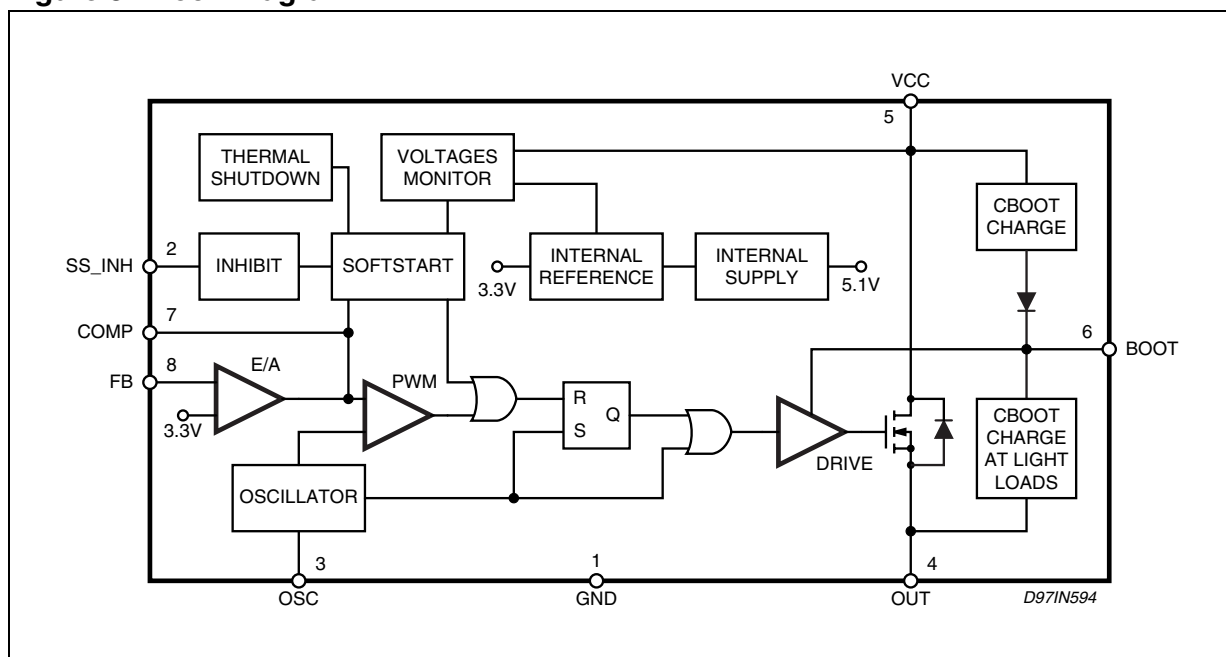 VCC
5
THERMAL
SHUTDOWN
VOLTAGES
MONITOR
CBOOT
CHARGE
2
SS_INH
INHIBIT
SOFTSTART
3.3V
INTERNAL
REFERENCE
INTERNAL
SUPPLY
5.1V
7
COMP
6
BOOT
8
FB
E/A
3.3V
PWM
R
S
Q
DRIVE
CBOOT
CHARGE
AT LIGHT
LOADS
OSCILLATOR
3
OSC
1
GND
4
OUT
D97IN594